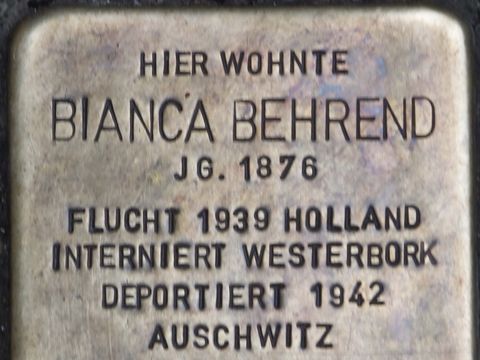 HIER WOHNTE
BIANCA BEHREND
JG. 1876
FLUCHT 1939 HOLLAND
INTERNIERT WESTERBORK
DEPORTIERT 1942
AUSCHWITZ